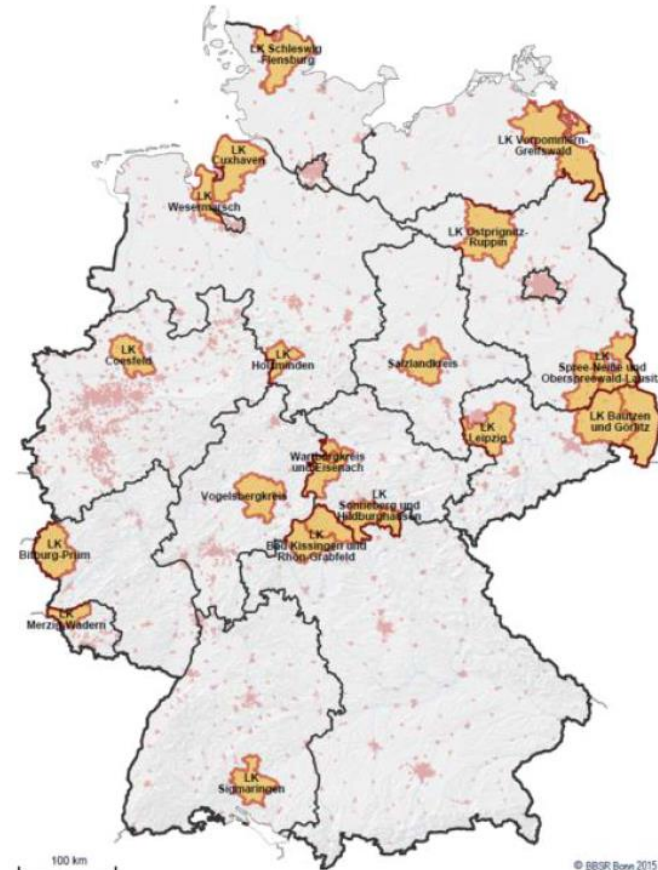 LK Schleswig
-Flensburg
LK
Cuxhaven
LK Vorpommern-
Greifswald
LK
Wesermarsch
LK Ostprignitz-
Ruppin
LK
Coesfeld
LK
Holzminden
Salzlandkreis
LK
Spree-Neiße und
Oberspreewald-Lausitz
LK Bautzen
und Görlitz
LK
Leipzig
Wartburgkreis
und Eisenach
Vogelsbergkreis
LK
Sonneberg und
Hildburghausen
LK
Bad Kissingen und
Rhön-Grabfeld
LK
Bitburg-Prüm
LK
Merzig-Wadern
LK
Sigmaringen
100 km
© BBSR Bonn 2015